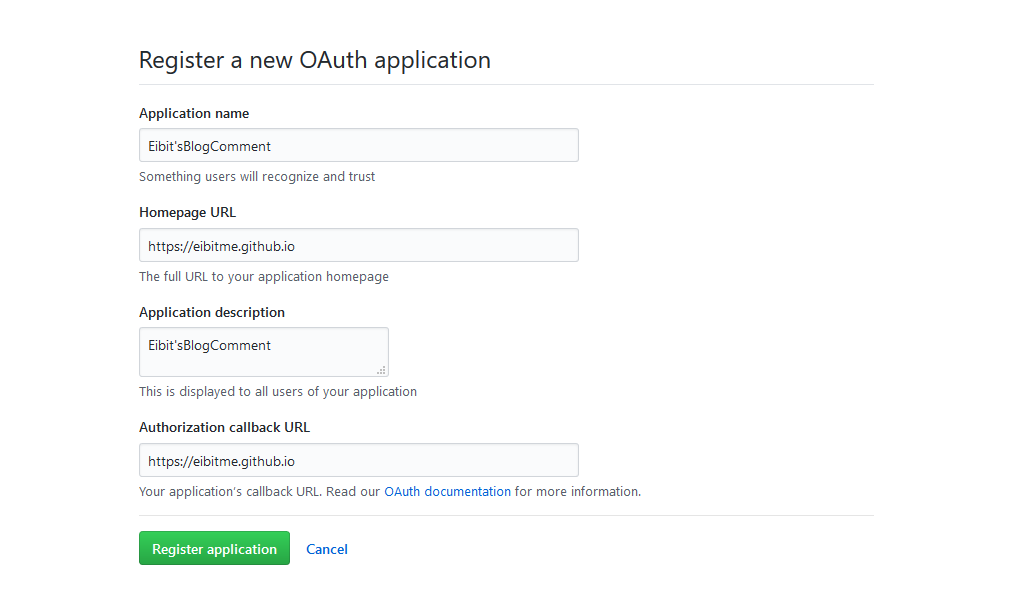 Register a new OAuth application
Application name
Eibit'sBlogComment
Something users will recognize and trust
Homepage URL
https://eibitme.github.io
The full URL to your application homepage
Application description
Eibit'sBlogComment
This is displayed to all users of your application
Authorization callback URL
https://eibitme.github.io
Your application's callback URL. Read our OAuth documentation for more information.
Register application Cancel